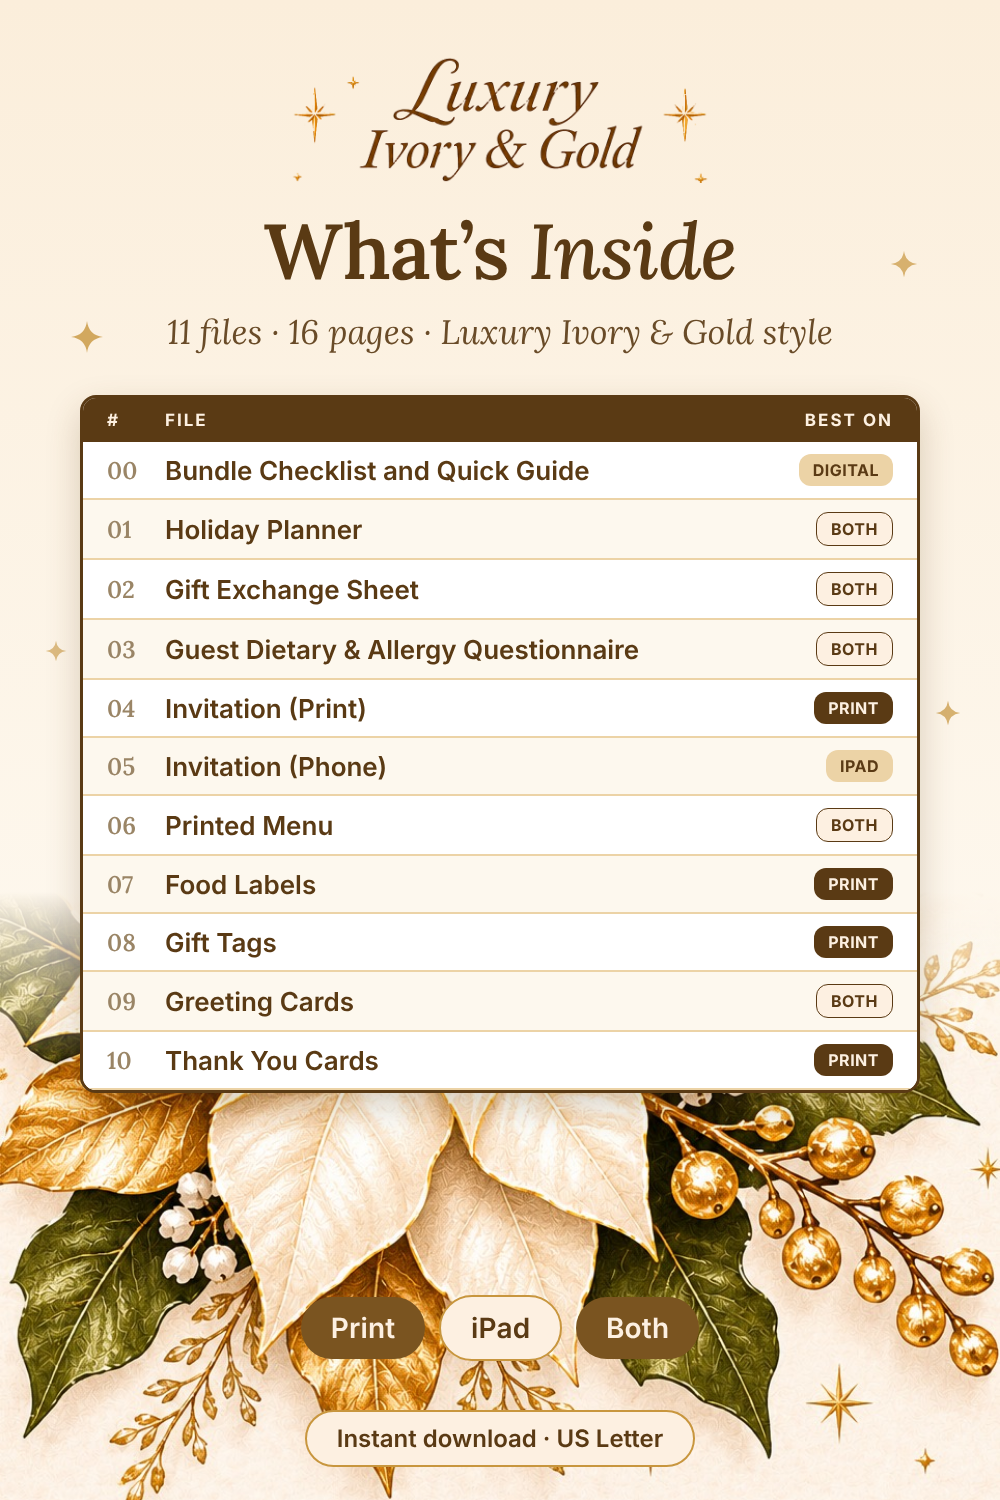 Luxury
Ivory & Gold
What’s Inside
11 files · 16 pages · Luxury Ivory & Gold style
# FILE BEST ON
00 Bundle Checklist and Quick Guide DIGITAL
01 Holiday Planner BOTH
02 Gift Exchange Sheet BOTH
03 Guest Dietary & Allergy Questionnaire BOTH
04 Invitation (Print) PRINT
05 Invitation (Phone) IPAD
06 Printed Menu BOTH
07 Food Labels PRINT
08 Gift Tags PRINT
09 Greeting Cards BOTH
10 Thank You Cards PRINT
Print iPad Both
Instant download · US Letter